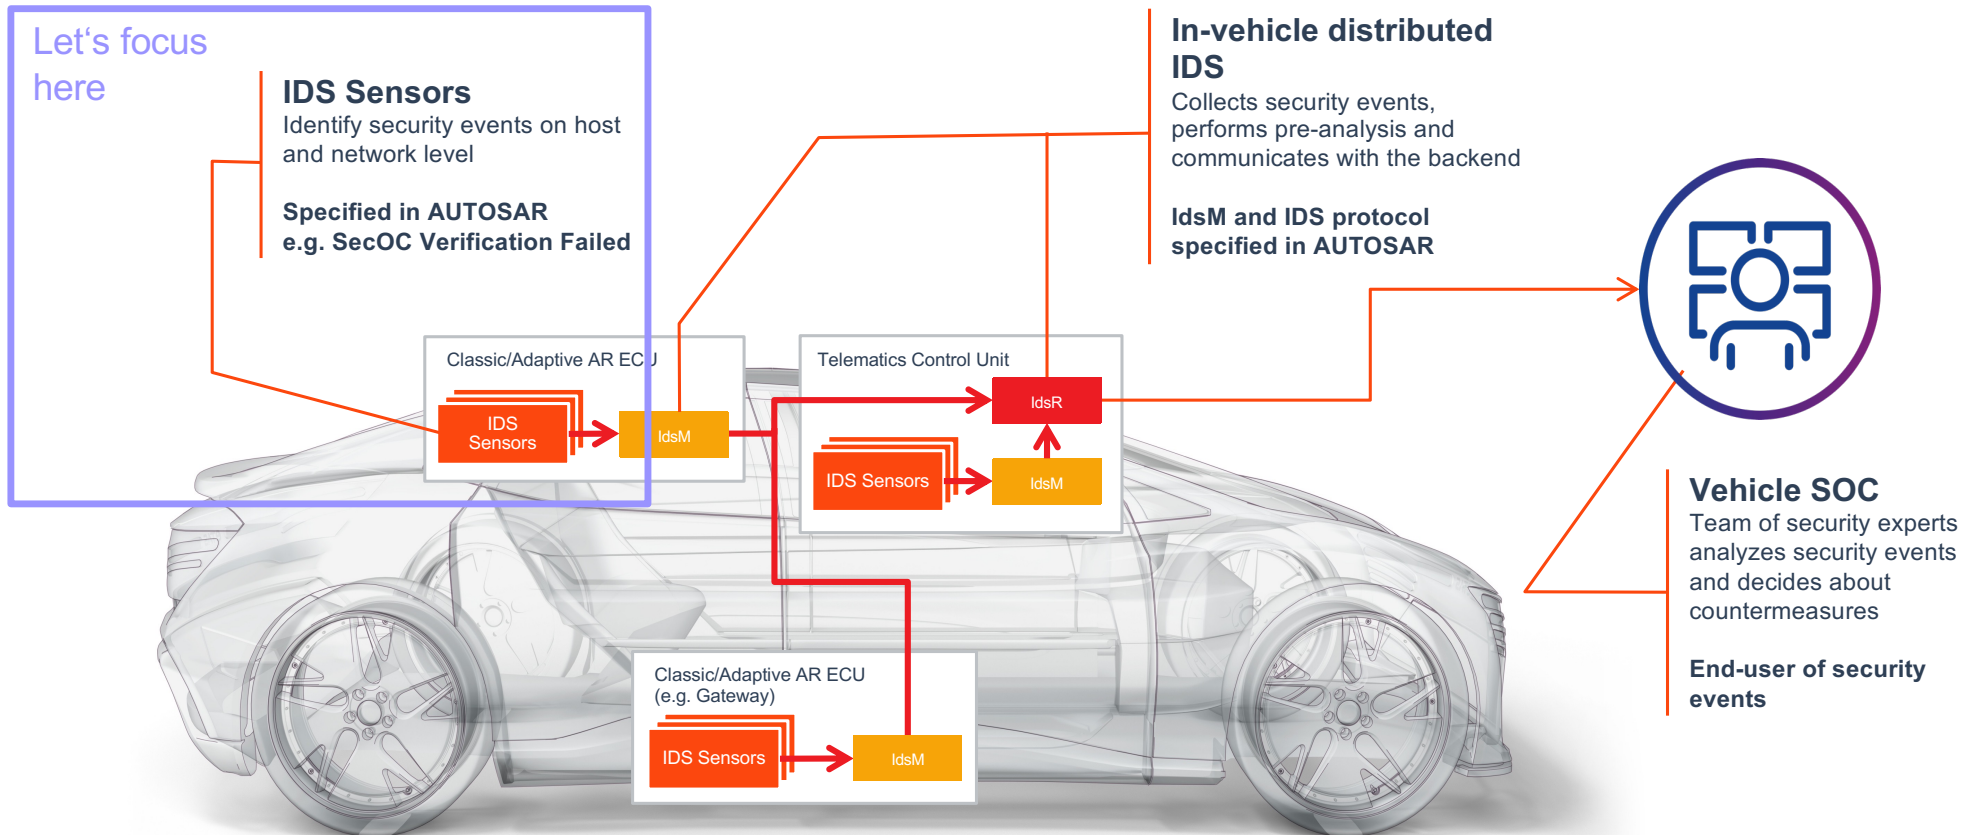 Let‘s focus
here
IDS Sensors
Identify security events on host
and network level
Specified in AUTOSAR
e.g. SecOC Verification Failed
In-vehicle distributed
IDS
Collects security events,
performs pre-analysis and
communicates with the backend
IdsM and IDS protocol
specified in AUTOSAR
Classic/Adaptive AR ECU
IDS
Sensors
IdsM
Telematics Control Unit
IdsR
IDS Sensors
IdsM
Classic/Adaptive AR ECU
(e.g. Gateway)
IDS Sensors
IdsM
Vehicle SOC
Team of security experts
analyzes security events
and decides about
countermeasures
End-user of security
events